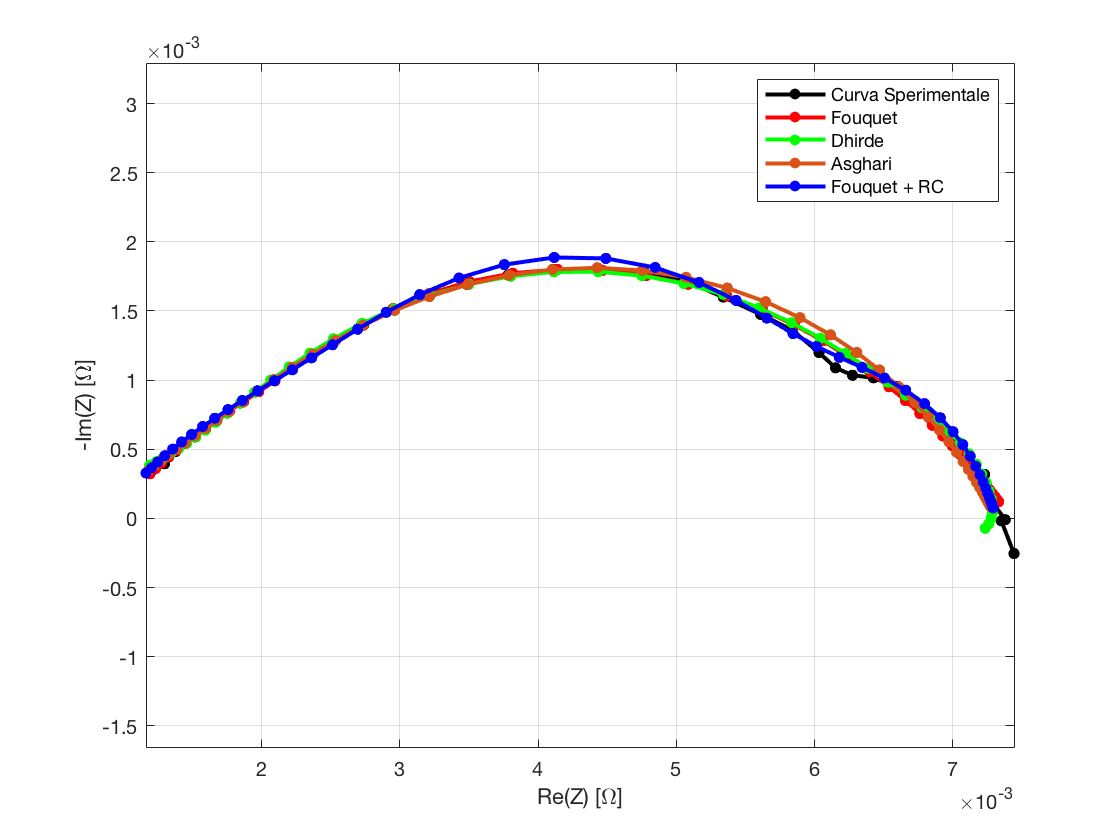 ×10-3
3
2.5
2
1.5
1
0.5
0
-0.5
-1
-1.5
-Im(Z) [Ω]
Curva Sperimentale
Fouquet
Dhirde
Asghari
Fouquet + RC
2 3 4 5 6 7
Re(Z) [Ω]
×10-3